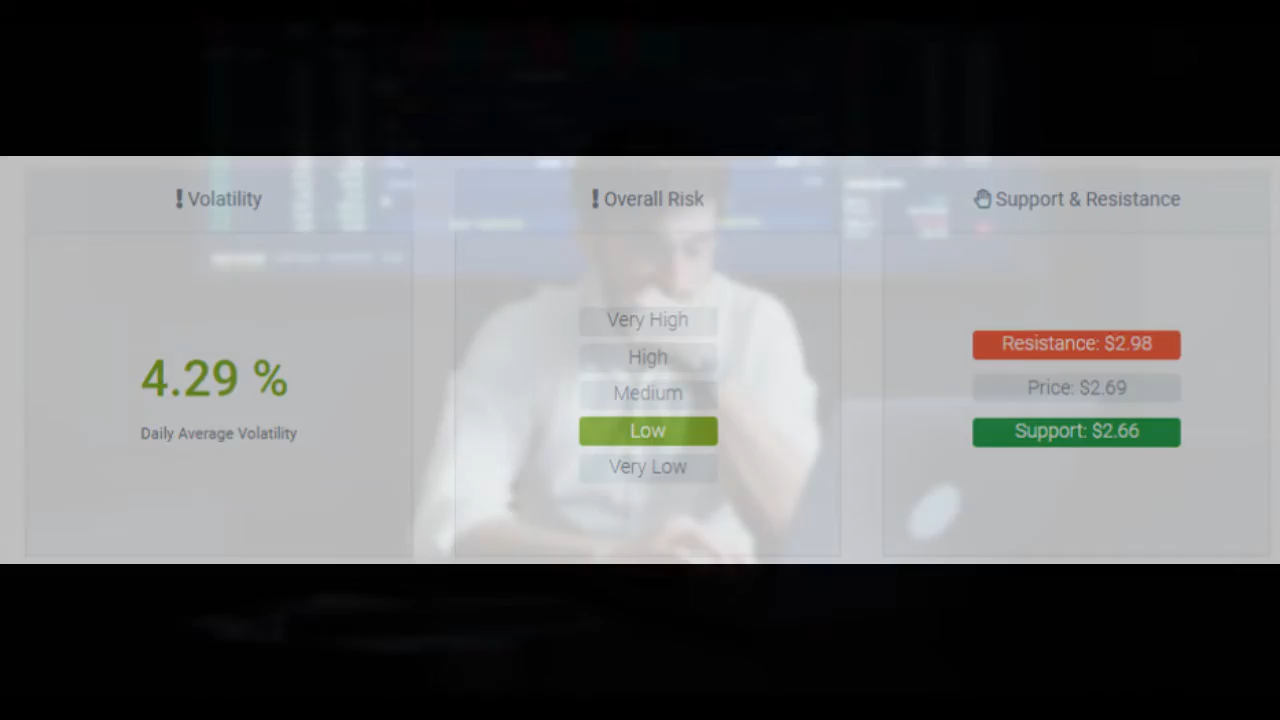 Volatility
4.29 %
Daily Average Volatility
Overall Risk
Very High
High
Medium
Low
Very Low
Support & Resistance
Resistance: $2.98
Price: $2.69
Support: $2.66